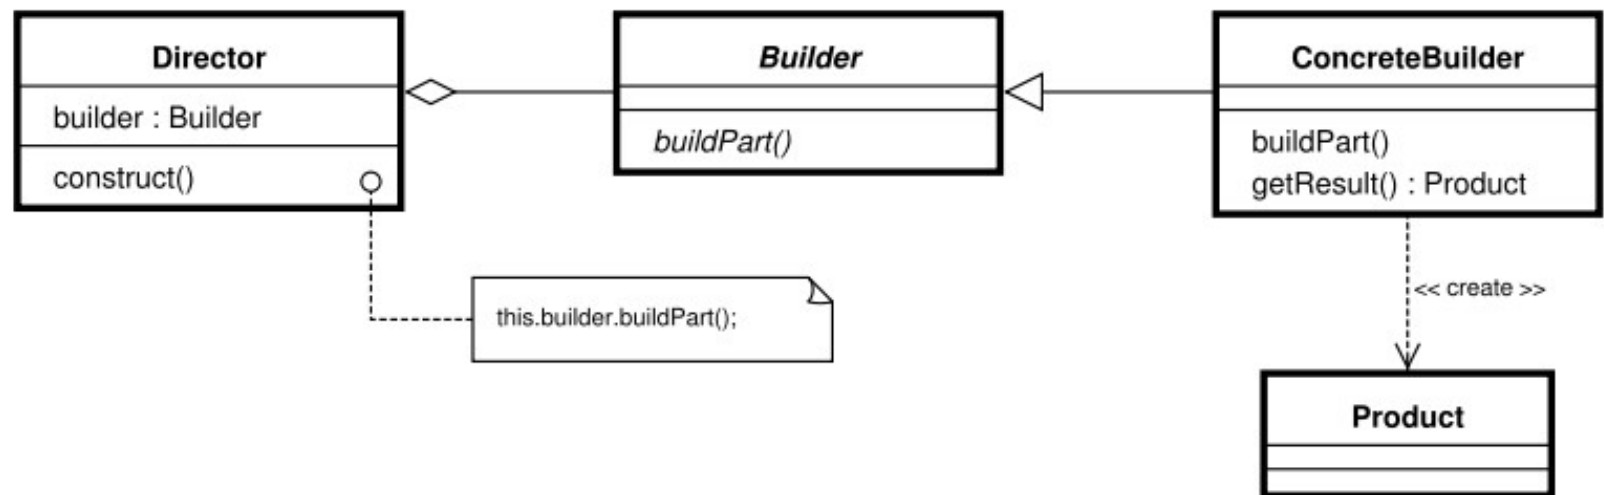 Director
builder : Builder
construct()
Builder
buildPart()
ConcreteBuilder
buildPart()
getResult() : Product
this.builder.buildPart();
<< create >>
Product